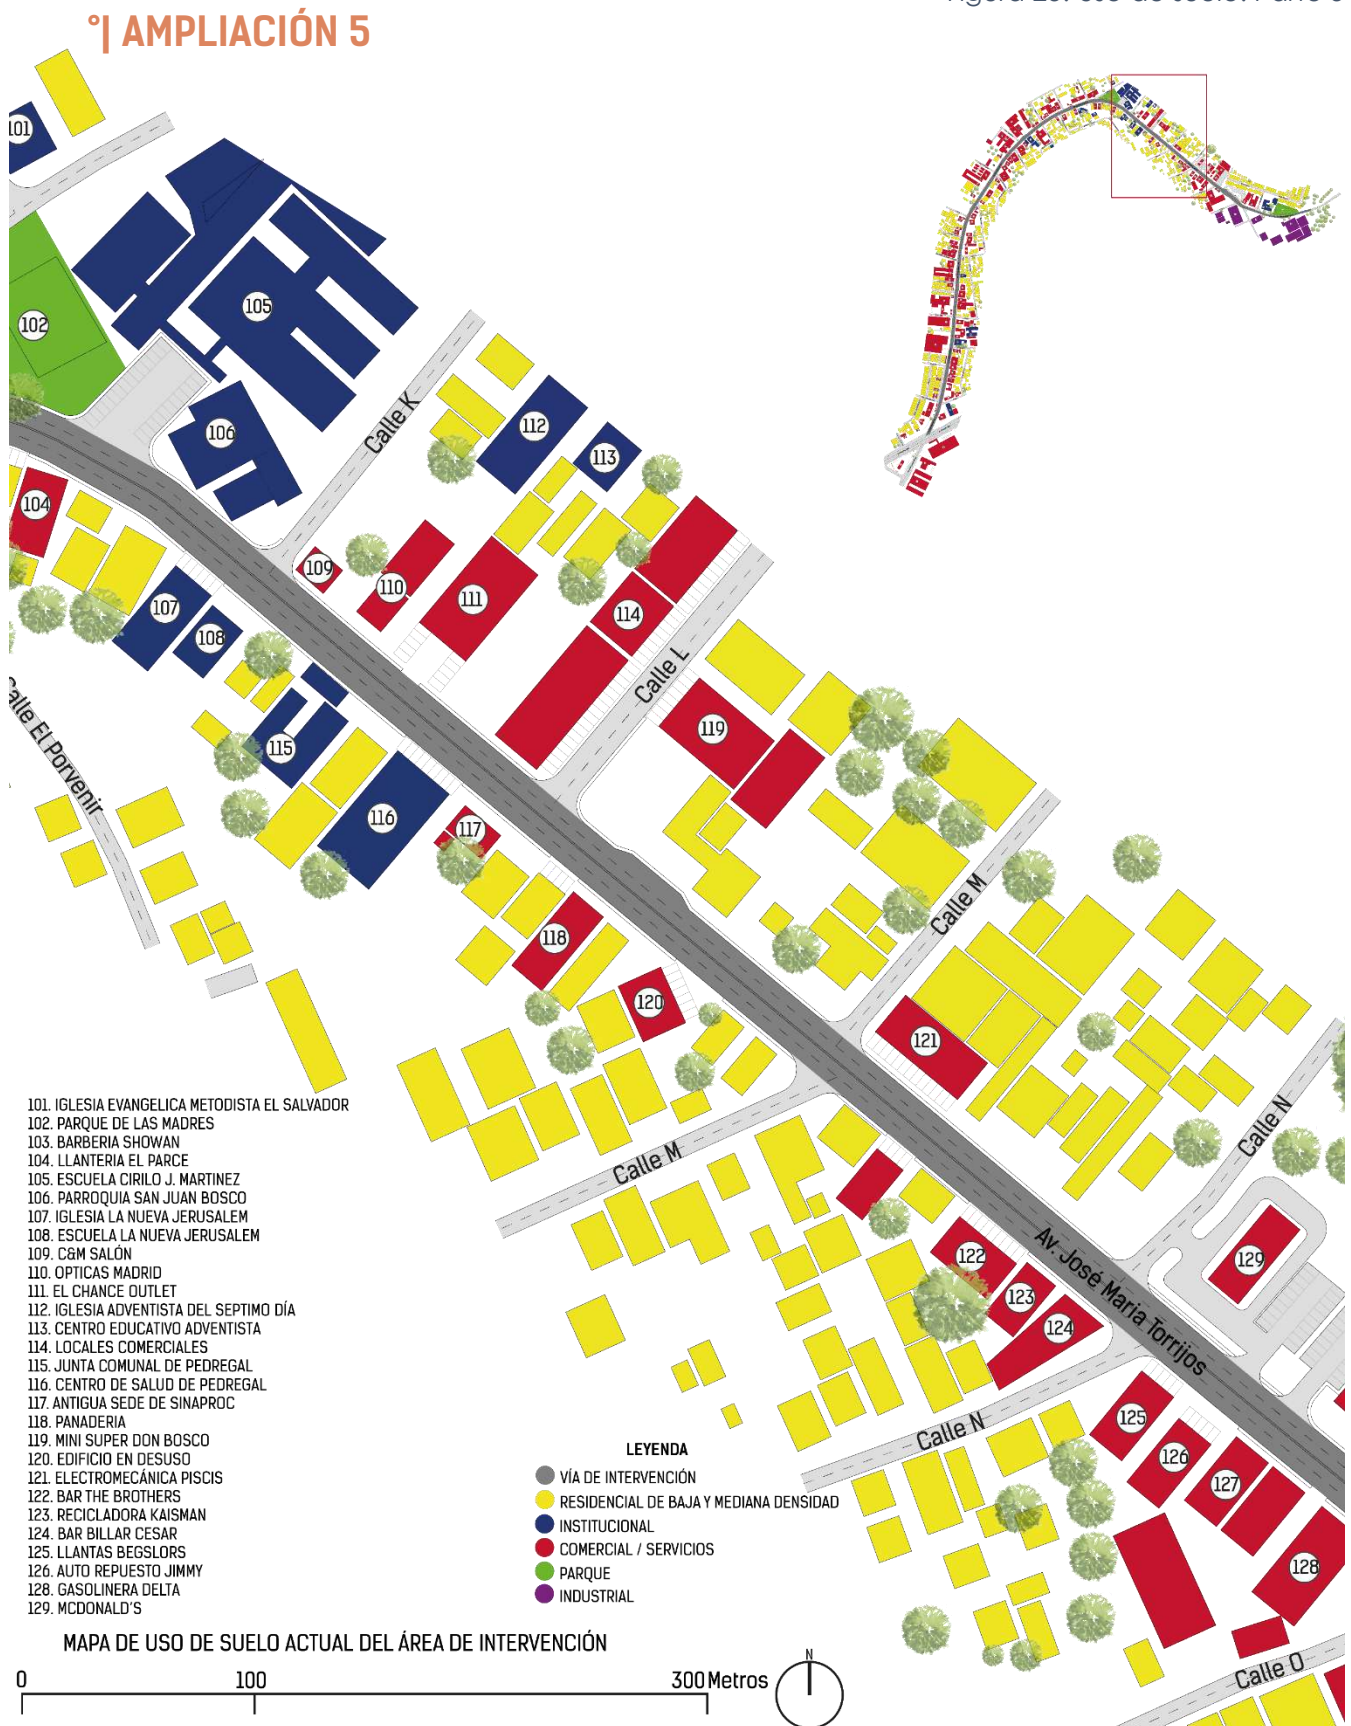 °| AMPLIACIÓN 5
101
102
105
106
Calle K
112
113
104
107
108
109
110
111
114
Calle L
Calle El Porvenir
115
116
117
119
118
120
Calle M
121
Calle M
Calle N
122
123
124
Av. José Maria Torrijos
129
Calle N
125
126
127
128
Calle O
101. IGLESIA EVANGELICA METODISTA EL SALVADOR
102. PARQUE DE LAS MADRES
103. BARBERIA SHOWAN
104. LLANTERIA EL PARCE
105. ESCUELA CIRILO J. MARTINEZ
106. PARROQUIA SAN JUAN BOSCO
107. IGLESIA LA NUEVA JERUSALEM
108. ESCUELA LA NUEVA JERUSALEM
109. C&M SALÓN
110. OPTICAS MADRID
111. EL CHANCE OUTLET
112. IGLESIA ADVENTISTA DEL SEPTIMO DÍA
113. CENTRO EDUCATIVO ADVENTISTA
114. LOCALES COMERCIALES
115. JUNTA COMUNAL DE PEDREGAL
116. CENTRO DE SALUD DE PEDREGAL
117. ANTIGUA SEDE DE SINAPROC
118. PANADERIA
119. MINI SUPER DON BOSCO
120. EDIFICIO EN DESUSO
121. ELECTROMECÁNICA PISCIS
122. BAR THE BROTHERS
123. RECICLADORA KAISMAN
124. BAR BILLAR CESAR
125. LLANTAS BEGSLORS
126. AUTO REPUESTO JIMMY
128. GASOLINERA DELTA
129. MCDONALD'S
LEYENDA
VÍA DE INTERVENCIÓN
RESIDENCIAL DE BAJA Y MEDIANA DENSIDAD
INSTITUCIONAL
COMERCIAL / SERVICIOS
PARQUE
INDUSTRIAL
MAPA DE USO DE SUELO ACTUAL DEL ÁREA DE INTERVENCIÓN
0 100 300 Metros
N